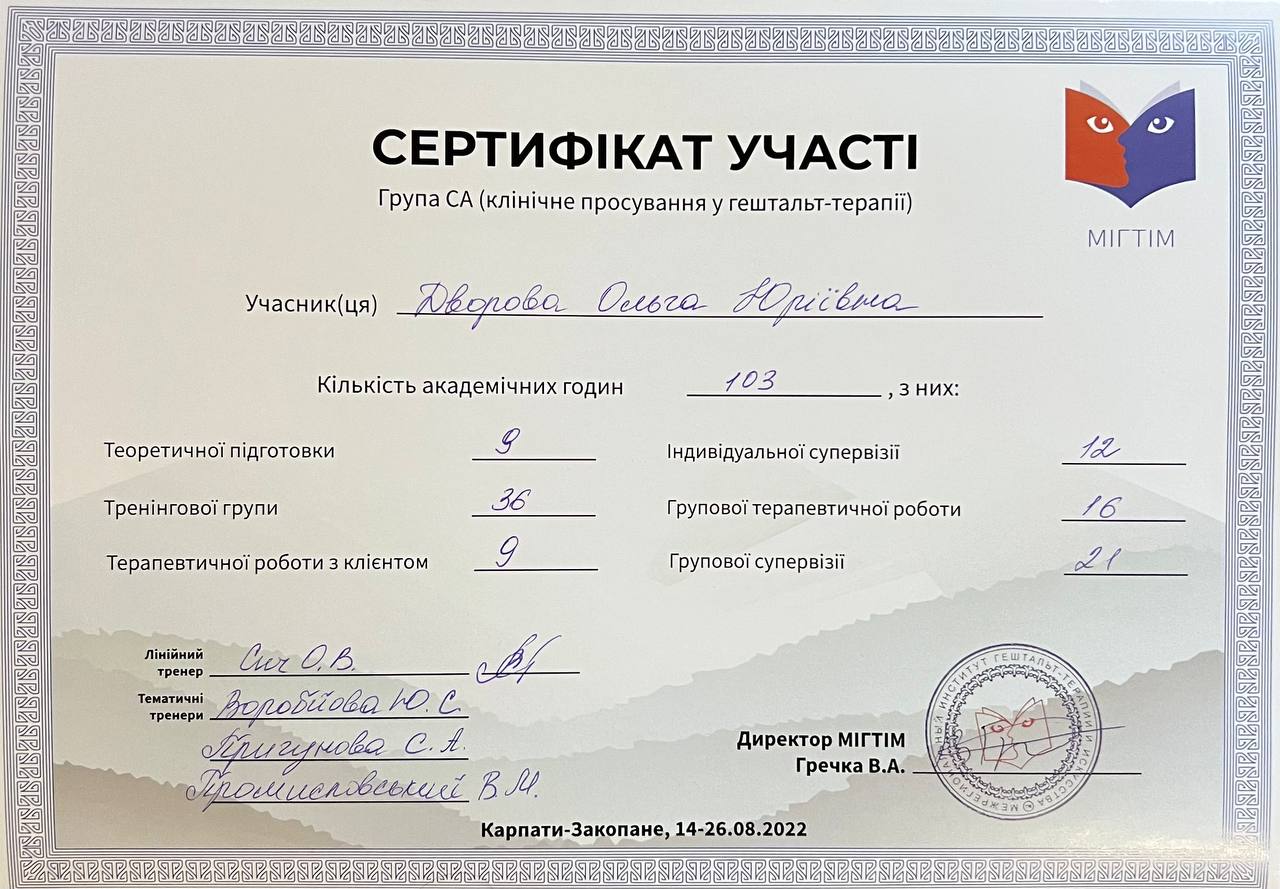 СЕРТИФІКАТ УЧАСТІ
Група СА (клінічне просування у гештальт-терапії)
МІГТІМ
Учасник(ця) Дворова Ольга Юріївна
Кількість академічних годин 103, з них:
Теоретичної підготовки 9
Індивідуальної супервізії 12
Тренінгової групи 36
Групової терапевтичної роботи 16
Терапевтичної роботи з клієнтом 9
Групової супервізії 21
Лінійний тренер Сич О.В.
Тематичні тренери Воробйова Ю.С.
Пригунова С.А.
Промисловський В.М.
Директор МІГТІМ
Гречка В.А.
МЕЖРЕГИОНАЛЬНЫЙ ИНСТИТУТ ГЕШТАЛЬТ-ТЕРАПИИ И ИСКУССТВА
Карпати-Закопане, 14-26.08.2022